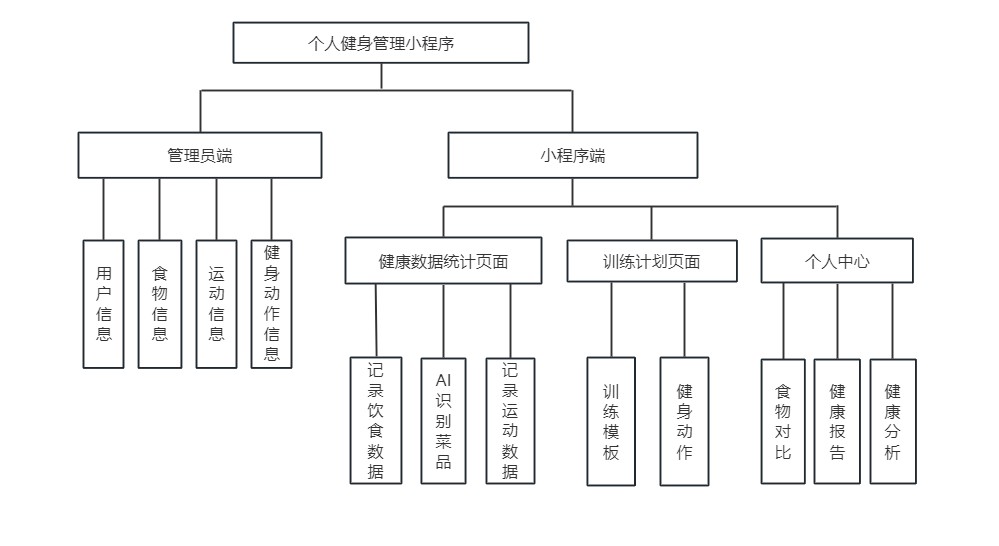 个人健身管理小程序
管理员端
小程序端
用户信息
食物信息
运动信息
健身动作信息
健康数据统计页面
训练计划页面
个人中心
记录饮食数据
AI识别菜品
记录运动数据
训练模板
健身动作
食物对比
健康报告
健康分析